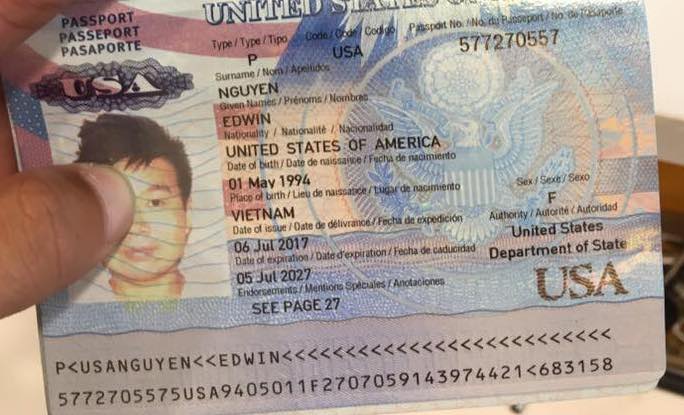 PASSPORT
PASSEPORT
PASAPORTE
UNITED STATES
USA
Type / Type / Tipo Code / Code / Codigo Passport No. / No. du Passeport / No. de Pasaporte
P USA 577270557
Surname / Nom / Apellidos
NGUYEN
Given Names / Prénoms / Nombres
EDWIN
Nationality / Nationalité / Nacionalidad
UNITED STATES OF AMERICA
Date of birth / Date de naissance / Fecha de nacimiento
01 May 1994
Place of birth / Lieu de naissance / Lugar de nacimiento Sex / Sexe / Sexo
VIETNAM F
Date of issue / Date de délivrance / Fecha de expedición Authority / Autorité / Autoridad
06 Jul 2017 United States
Date of expiration / Date d'expiration / Fecha de caducidad Department of State
05 Jul 2027
Endorsements / Mentions Spéciales / Anotaciones
SEE PAGE 27
USA
P<USANGUYEN<<EDWIN<<<<<<<<<<<<<<<<<<<<<<<<<<
5772705575USA9405011F2707059143974421<683158